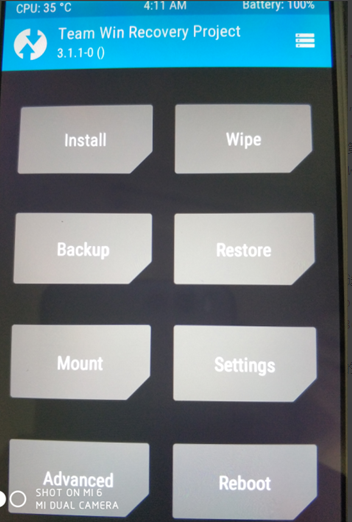 CPU: 35 °C 4:11 AM Battery: 100%
Team Win Recovery Project
3.1.1-0 ()
Install Wipe
Backup Restore
Mount Settings
Advanced Reboot
SHOT ON MI 6
MI DUAL CAMERA